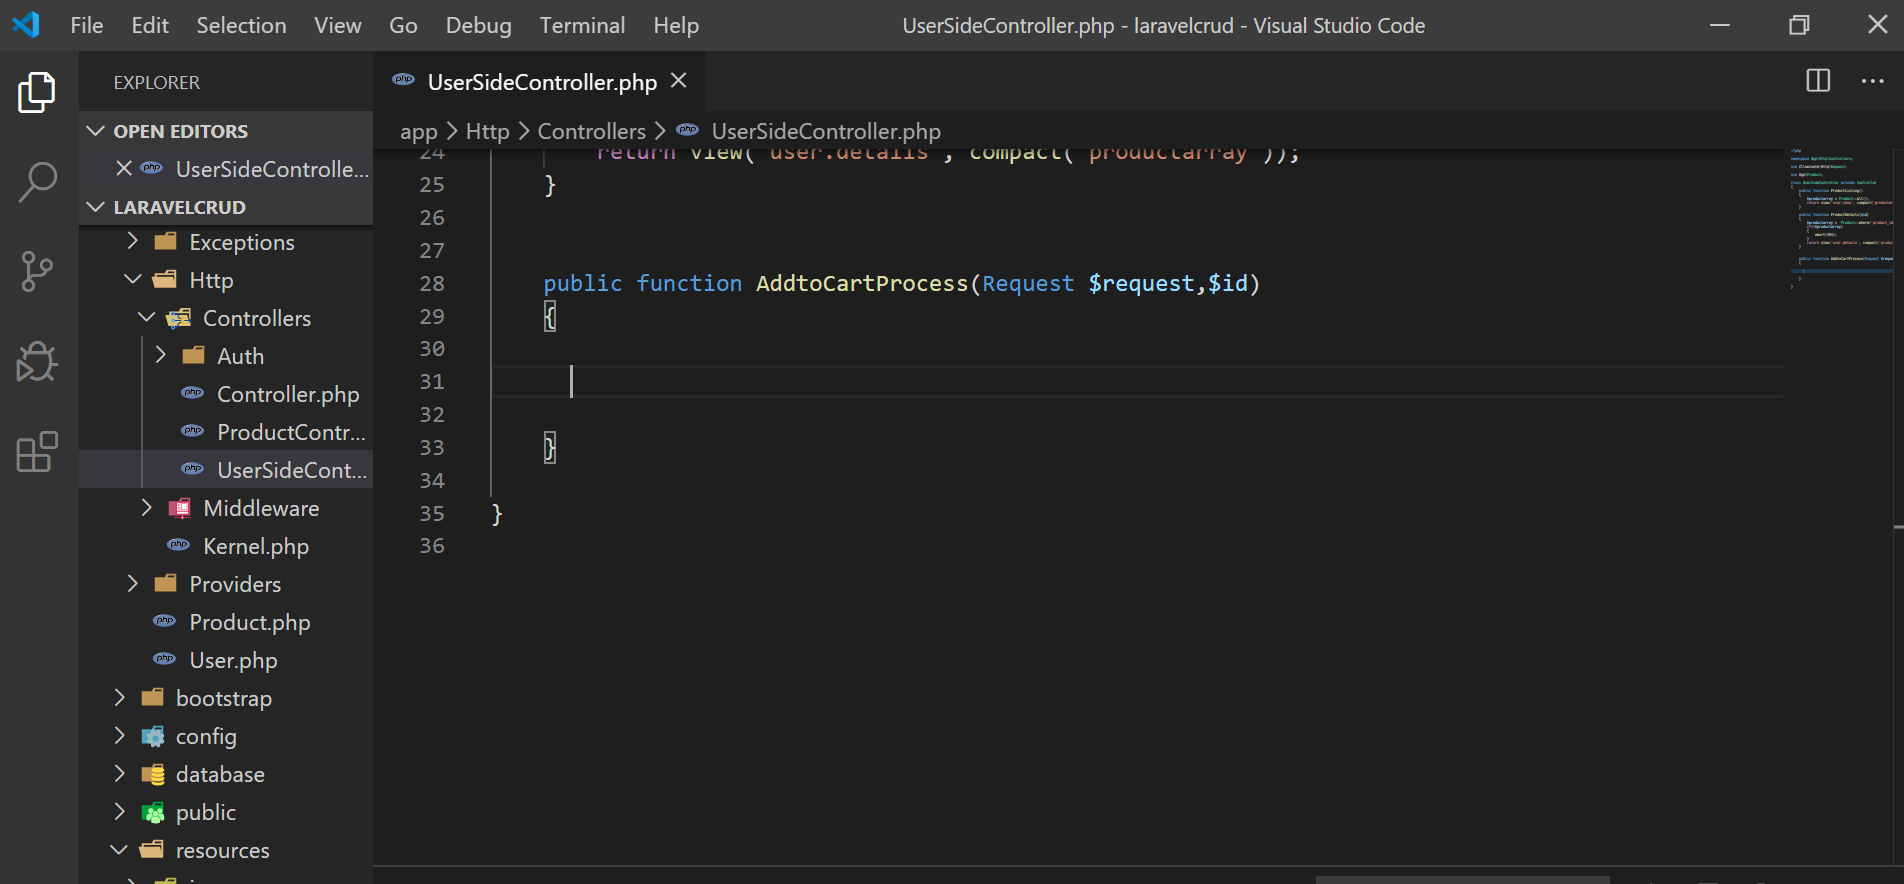 File Edit Selection View Go Debug Terminal Help UserSideController.php - laravelcrud - Visual Studio Code
EXPLORER
OPEN EDITORS
UserSideControlle...
LARAVELCRUD
Exceptions
Http
Controllers
Auth
Controller.php
ProductContr...
UserSideCont...
Middleware
Kernel.php
Providers
Product.php
User.php
bootstrap
config
database
public
resources
UserSideController.php
app > Http > Controllers > UserSideController.php
24 return view('user.details', compact('productarray'));
25 }
26
27
28 public function AddtoCartProcess(Request $request,$id)
29 {
30
31
32
33 }
34
35 }
36